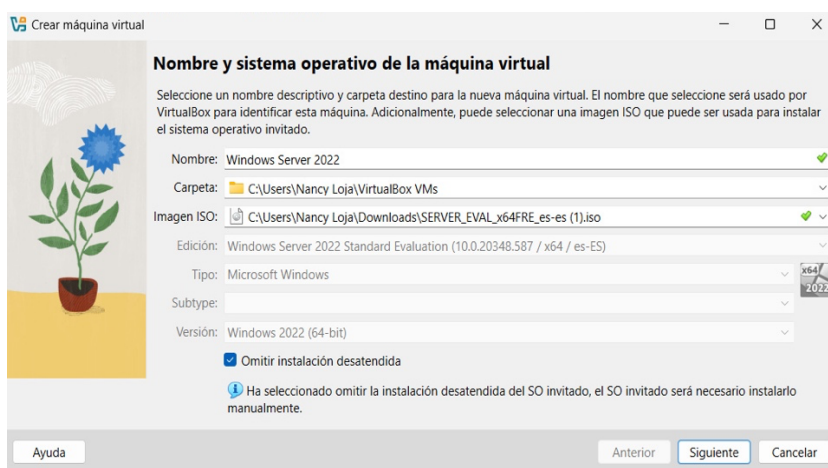 Crear máquina virtual
Nombre y sistema operativo de la máquina virtual
Seleccione un nombre descriptivo y carpeta destino para la nueva máquina virtual. El nombre que seleccione será usado por
VirtualBox para identificar esta máquina. Adicionalmente, puede seleccionar una imagen ISO que puede ser usada para instalar
el sistema operativo invitado.
Nombre: Windows Server 2022
Carpeta: C:\Users\Nancy Loja\VirtualBox VMs
Imagen ISO: C:\Users\Nancy Loja\Downloads\SERVER_EVAL_x64FRE_es-es (1).iso
Edición: Windows Server 2022 Standard Evaluation (10.0.20348.587 / x64 / es-ES)
Tipo: Microsoft Windows
x64
2022
Subtype:
Versión: Windows 2022 (64-bit)
Omitir instalación desatendida
Ha seleccionado omitir la instalación desatendida del SO invitado, el SO invitado será necesario instalarlo
manualmente.
Ayuda Anterior Siguiente Cancelar